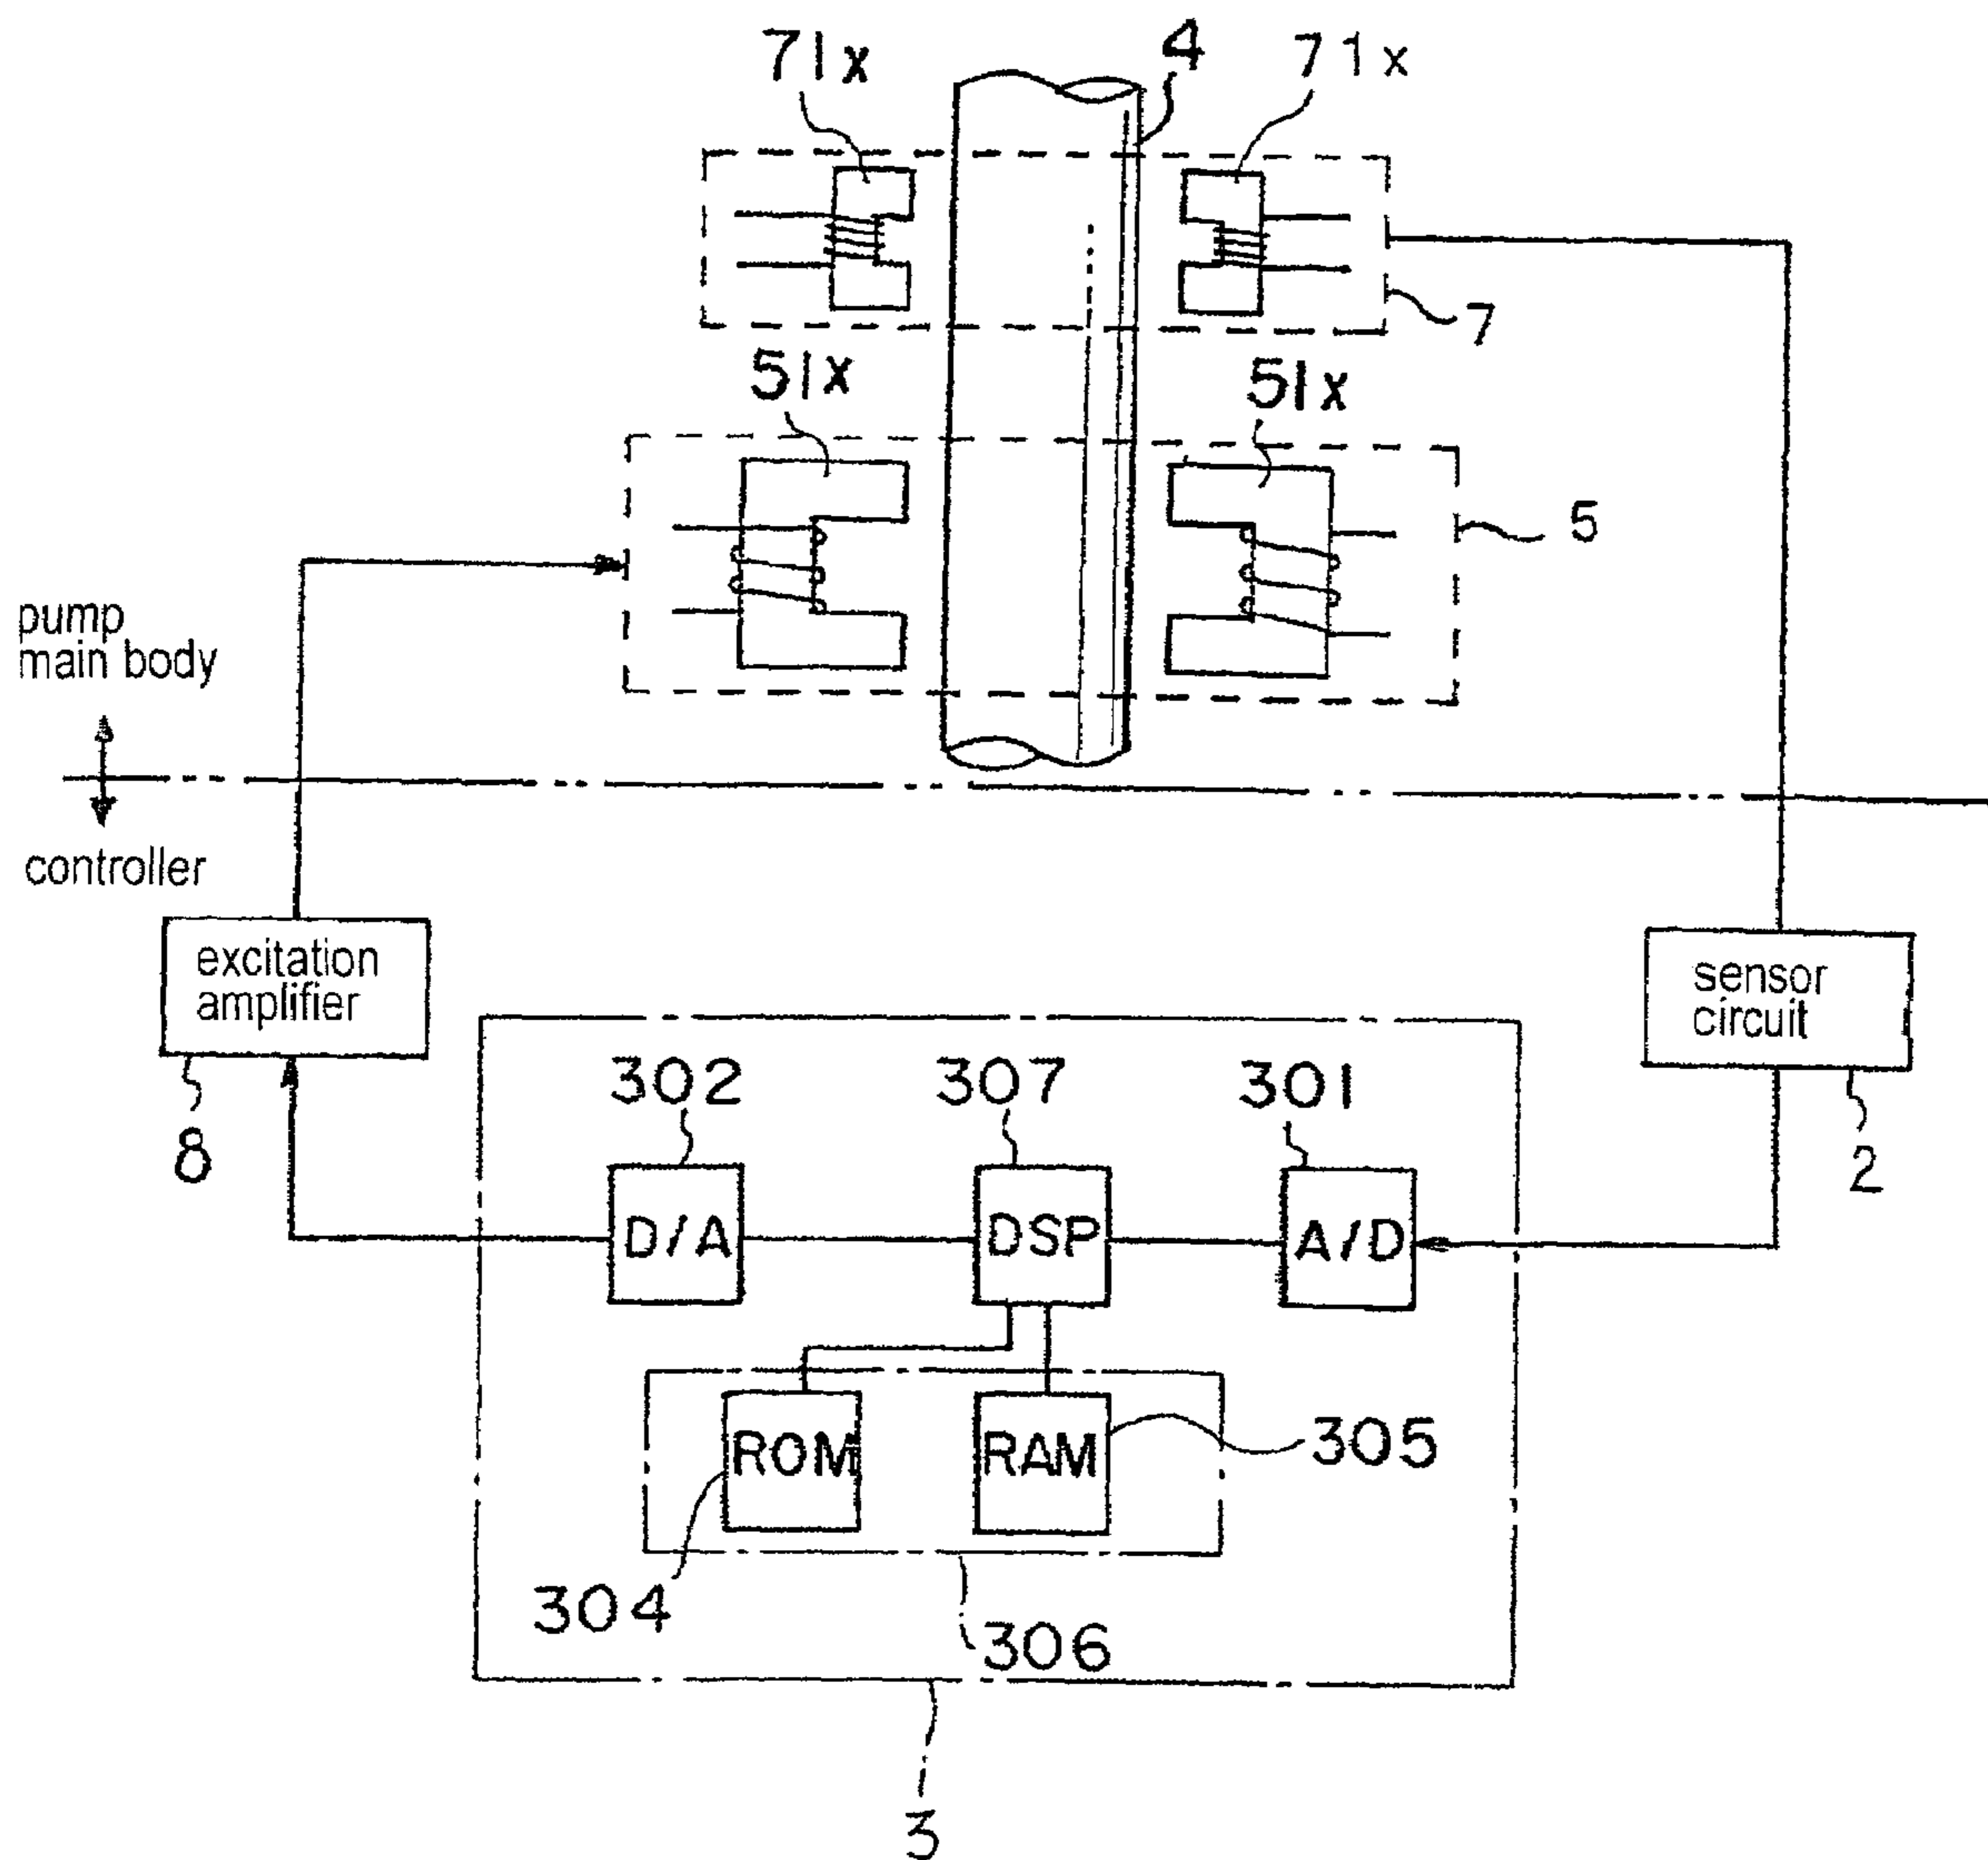 71x
4
71x
7
51x
51x
5
pump
main body
controller
excitation
amplifier
sensor
circuit
8
302
307
301
2
D/A
DSP
A/D
ROM
RAM
305
304
306
3